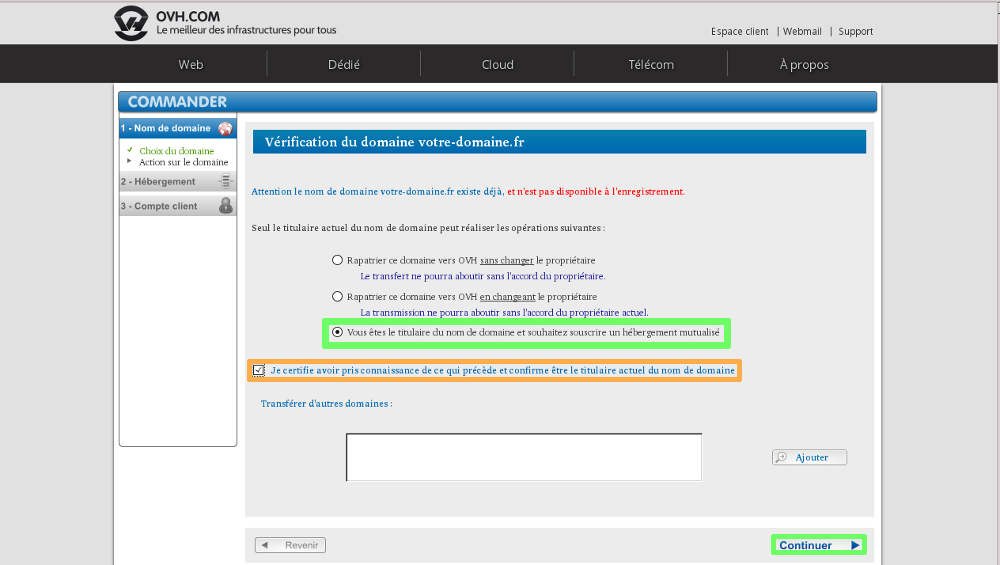 OVH.COM
Le meilleur des infrastructures pour tous
Espace client | Webmail | Support
Web
Dédié
Cloud
Télécom
À propos
COMMANDER
1 - Nom de domaine
Choix du domaine
Action sur le domaine
2 - Hébergement
3 - Compte client
Vérification du domaine votre-domaine.fr
Attention le nom de domaine votre-domaine.fr existe déjà, et n'est pas disponible à l'enregistrement.
Seul le titulaire actuel du nom de domaine peut réaliser les opérations suivantes :
Rapatrier ce domaine vers OVH sans changer le propriétaire
Le transfert ne pourra aboutir sans l'accord du propriétaire.
Rapatrier ce domaine vers OVH en changeant le propriétaire
La transmission ne pourra aboutir sans l'accord du propriétaire actuel.
Vous êtes le titulaire du nom de domaine et souhaitez souscrire un hébergement mutualisé
Je certifie avoir pris connaissance de ce qui précède et confirme être le titulaire actuel du nom de domaine
Transférer d'autres domaines :
Ajouter
Revenir
Continuer